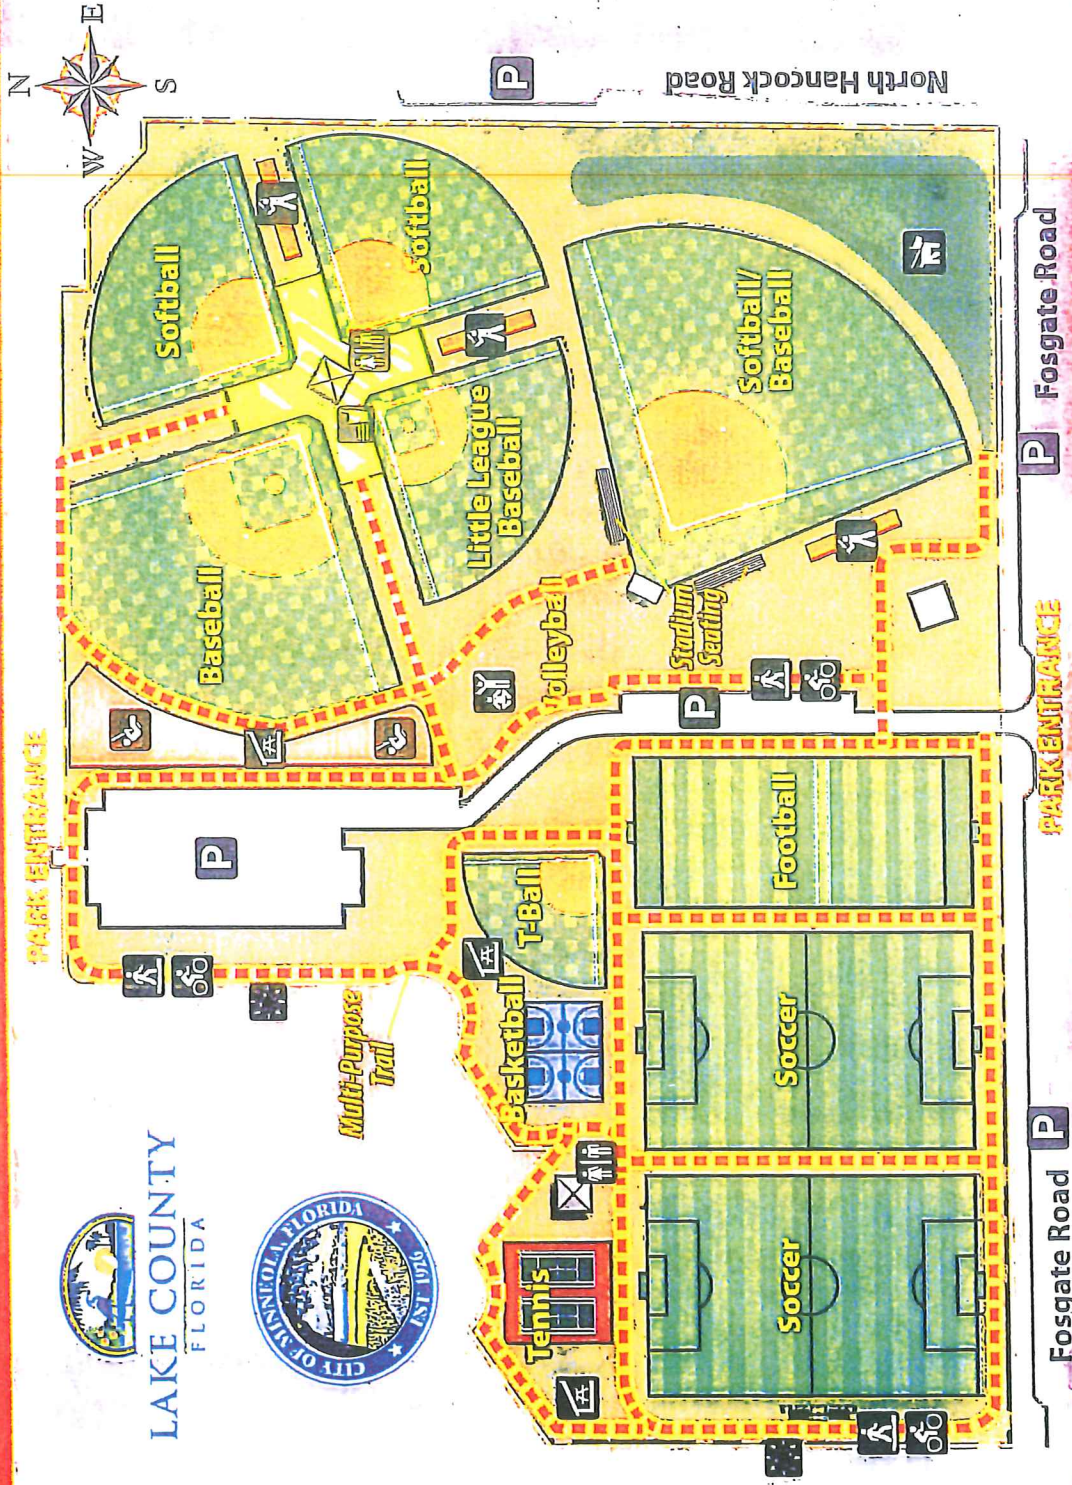 N
W
E
S
PARK ENTRANCE
LAKE COUNTY
FLORIDA
CITY OF MINNEOLA FLORIDA
EST 1926
Multi-Purpose
Trail
P
Baseball
Softball
Softball
Little League
Baseball
Tennis
Basketball
T-Ball
Volleyball
Stadium
Seating
P
Softball/
Baseball
P
North Hancock Road
Soccer
Soccer
Football
Fosgate Road
P
PARK ENTRANCE
P
Fosgate Road